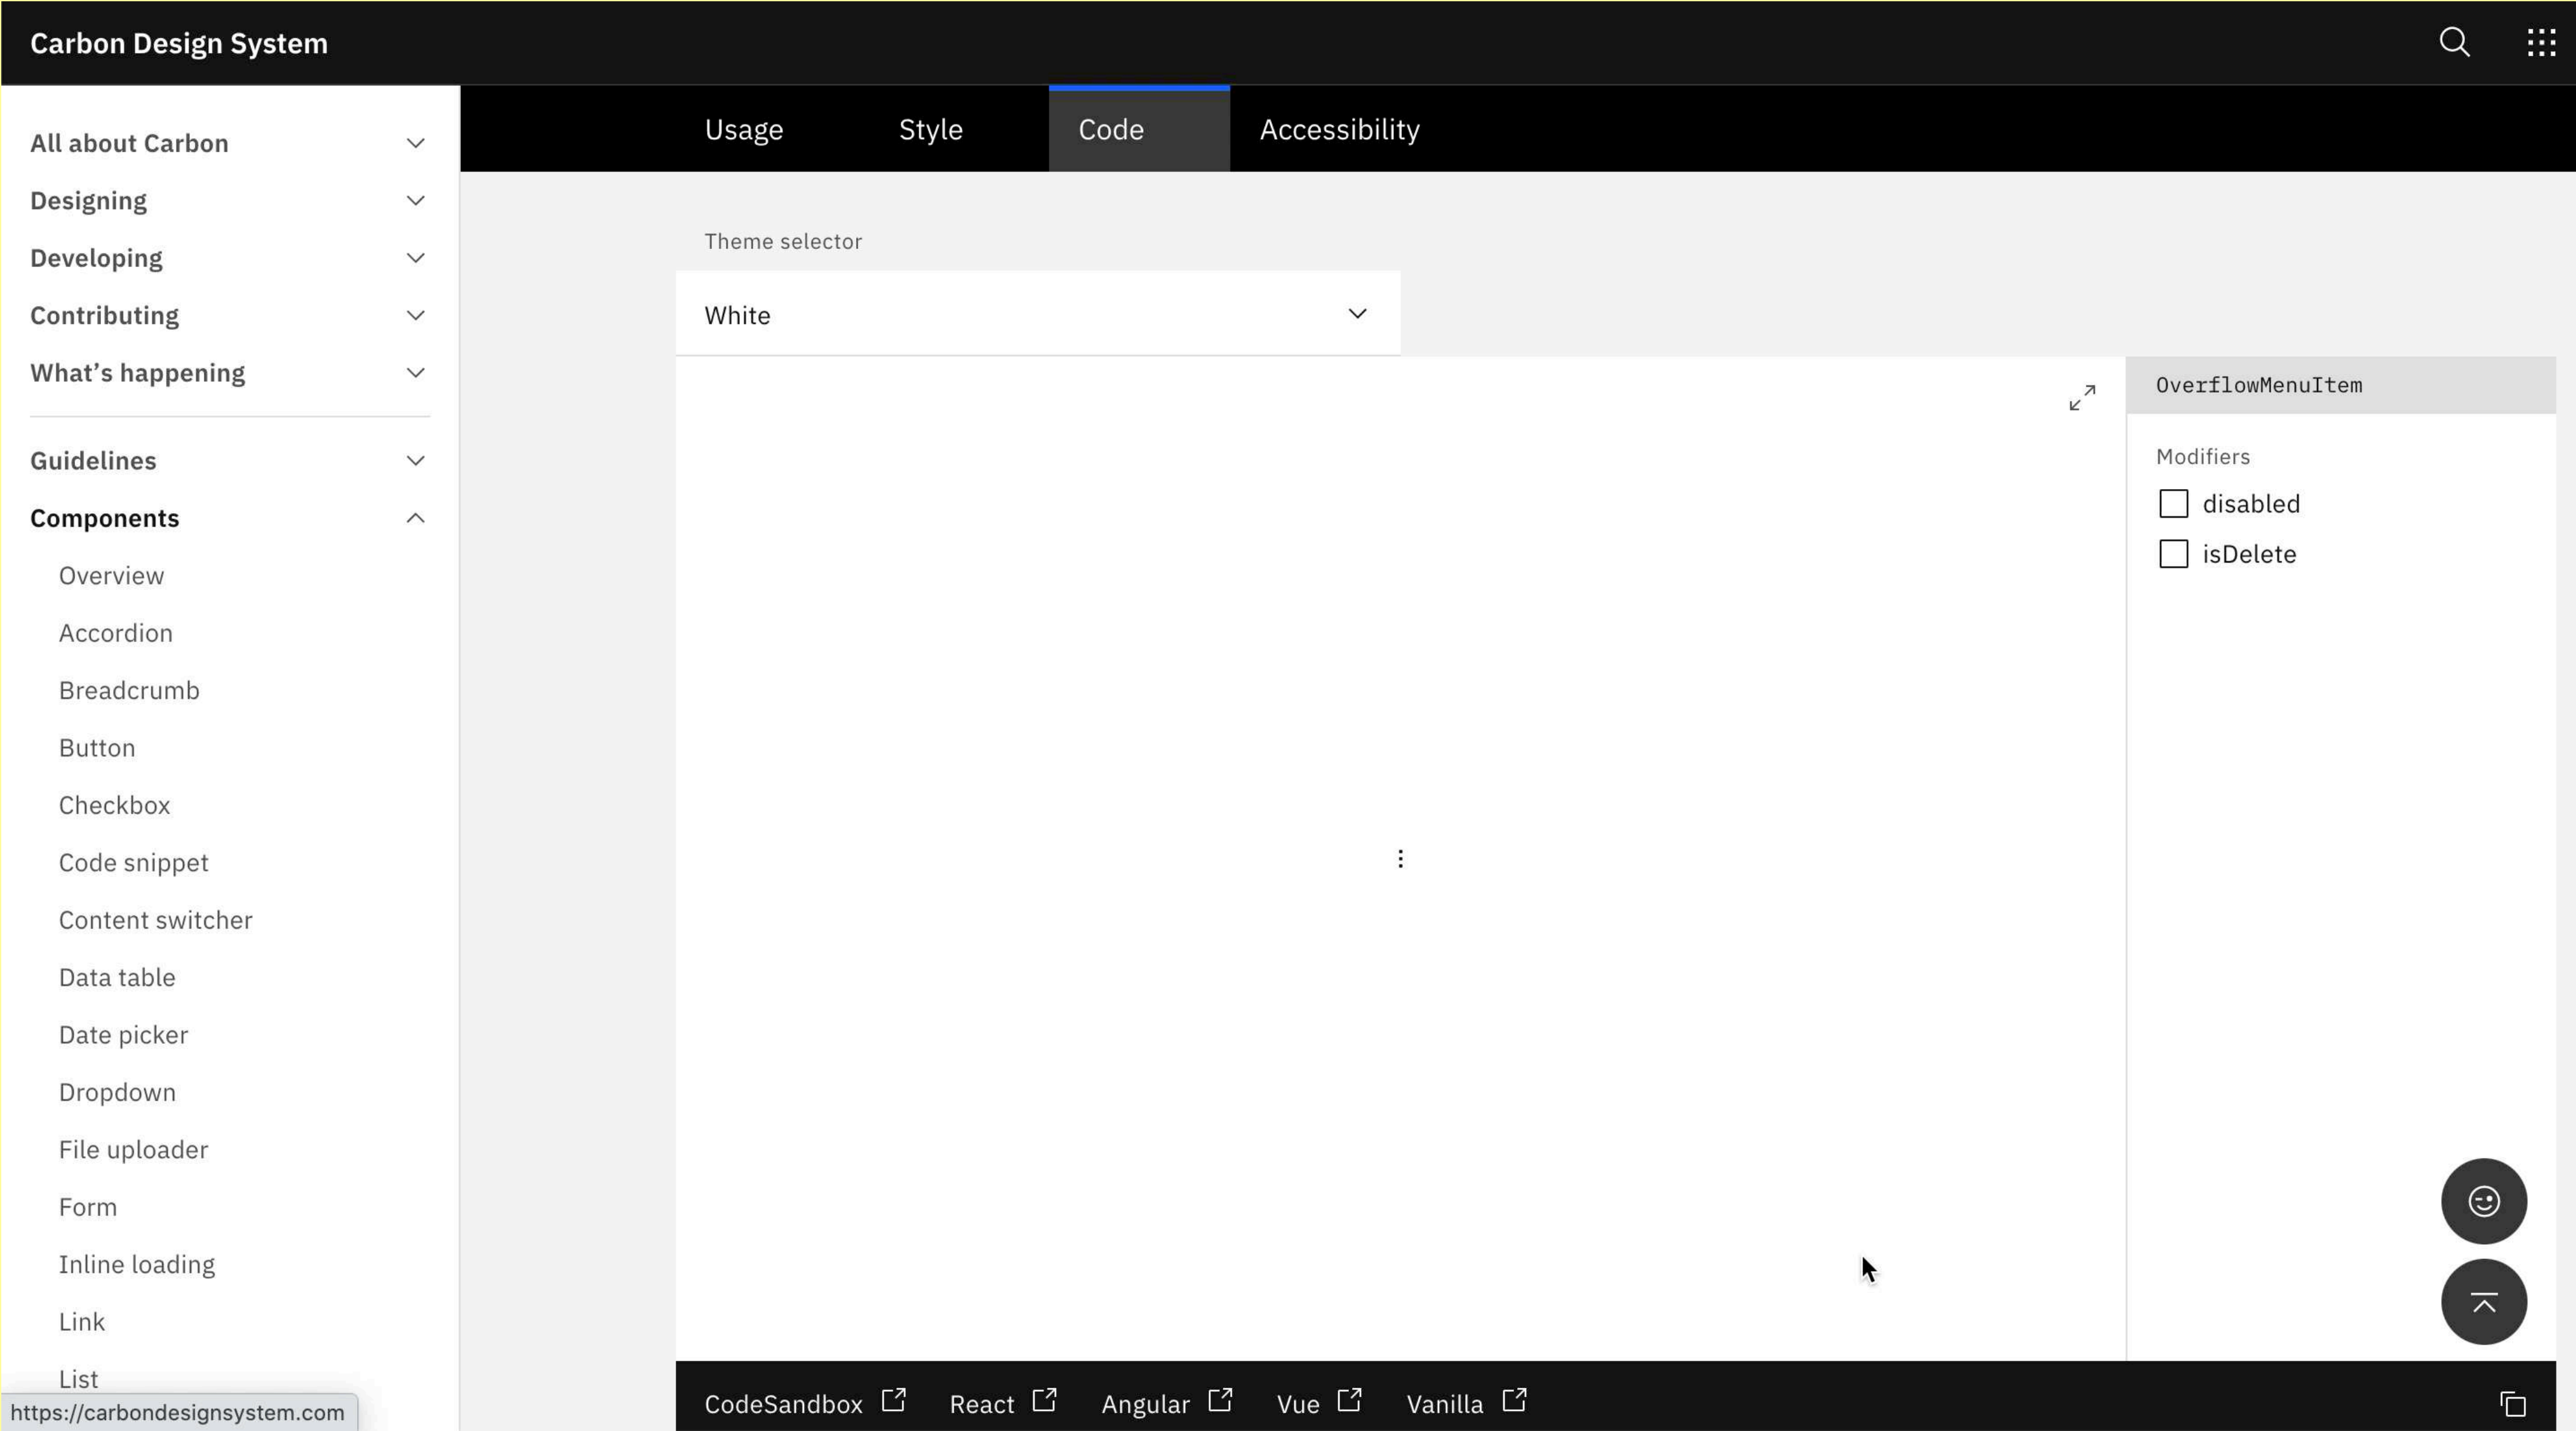 Carbon Design System
All about Carbon
Designing
Developing
Contributing
What’s happening
Guidelines
Components
Overview
Accordion
Breadcrumb
Button
Checkbox
Code snippet
Content switcher
Data table
Date picker
Dropdown
File uploader
Form
Inline loading
Link
List
https://carbondesignsystem.com
Usage Style Code Accessibility
Theme selector
White
OverflowMenuItem
Modifiers
disabled
isDelete
CodeSandbox React Angular Vue Vanilla